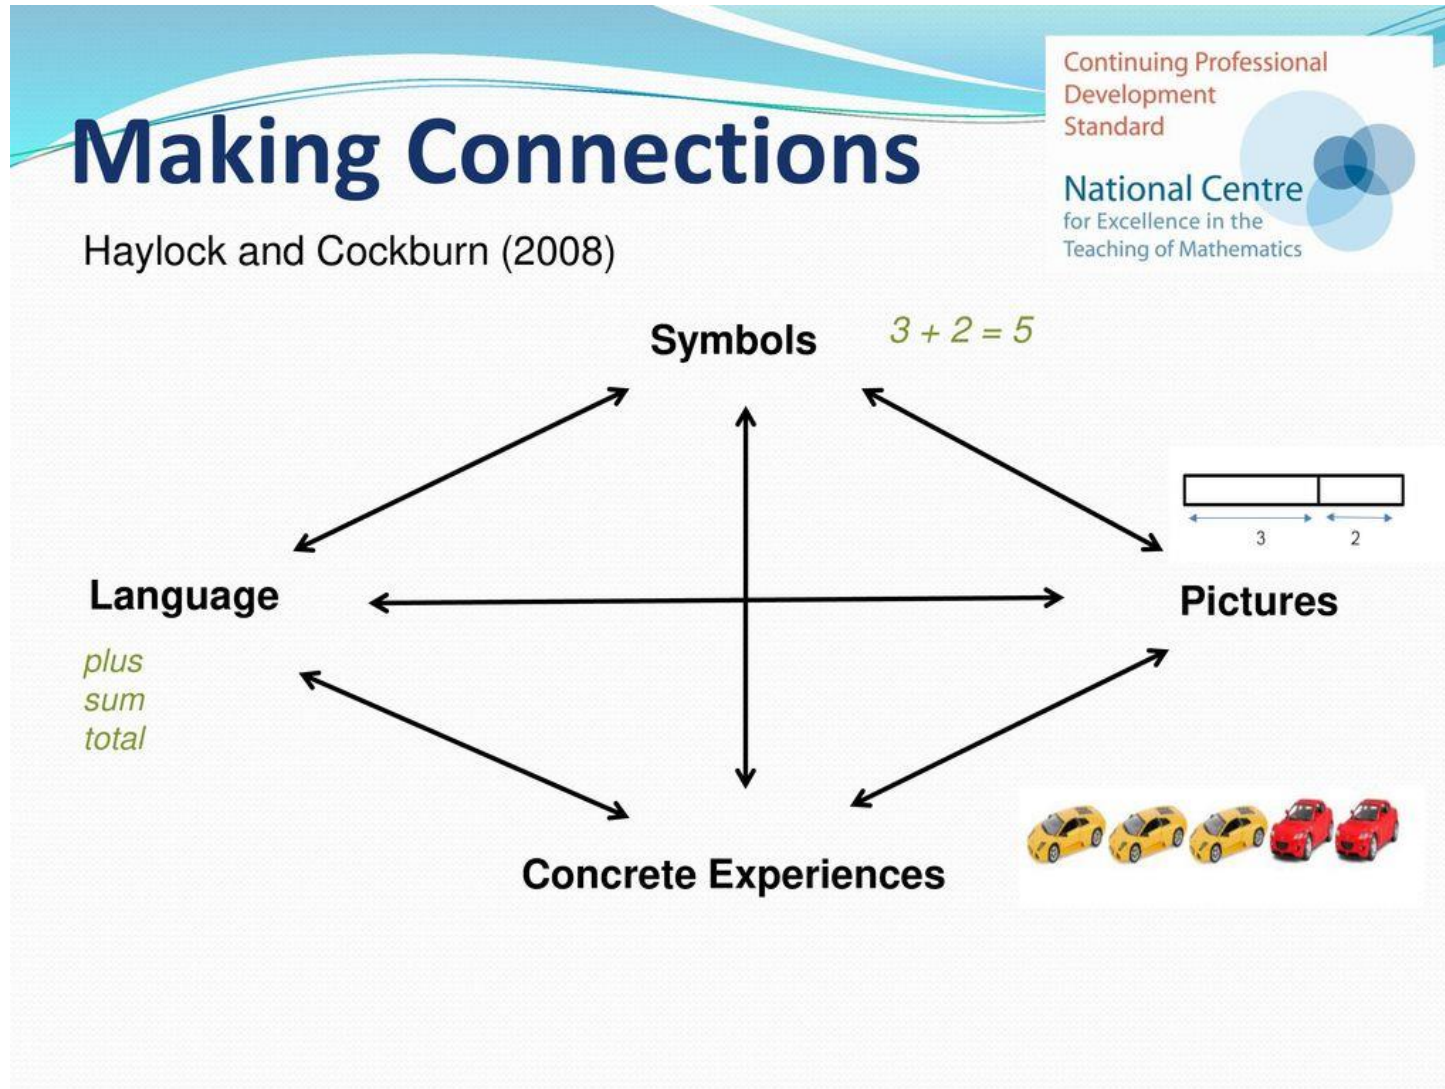 Making Connections
Continuing Professional
Development
Standard
National Centre
for Excellence in the
Teaching of Mathematics
Haylock and Cockburn (2008)
Symbols
3 + 2 = 5
3 2
Language
Pictures
plus
sum
total
Concrete Experiences